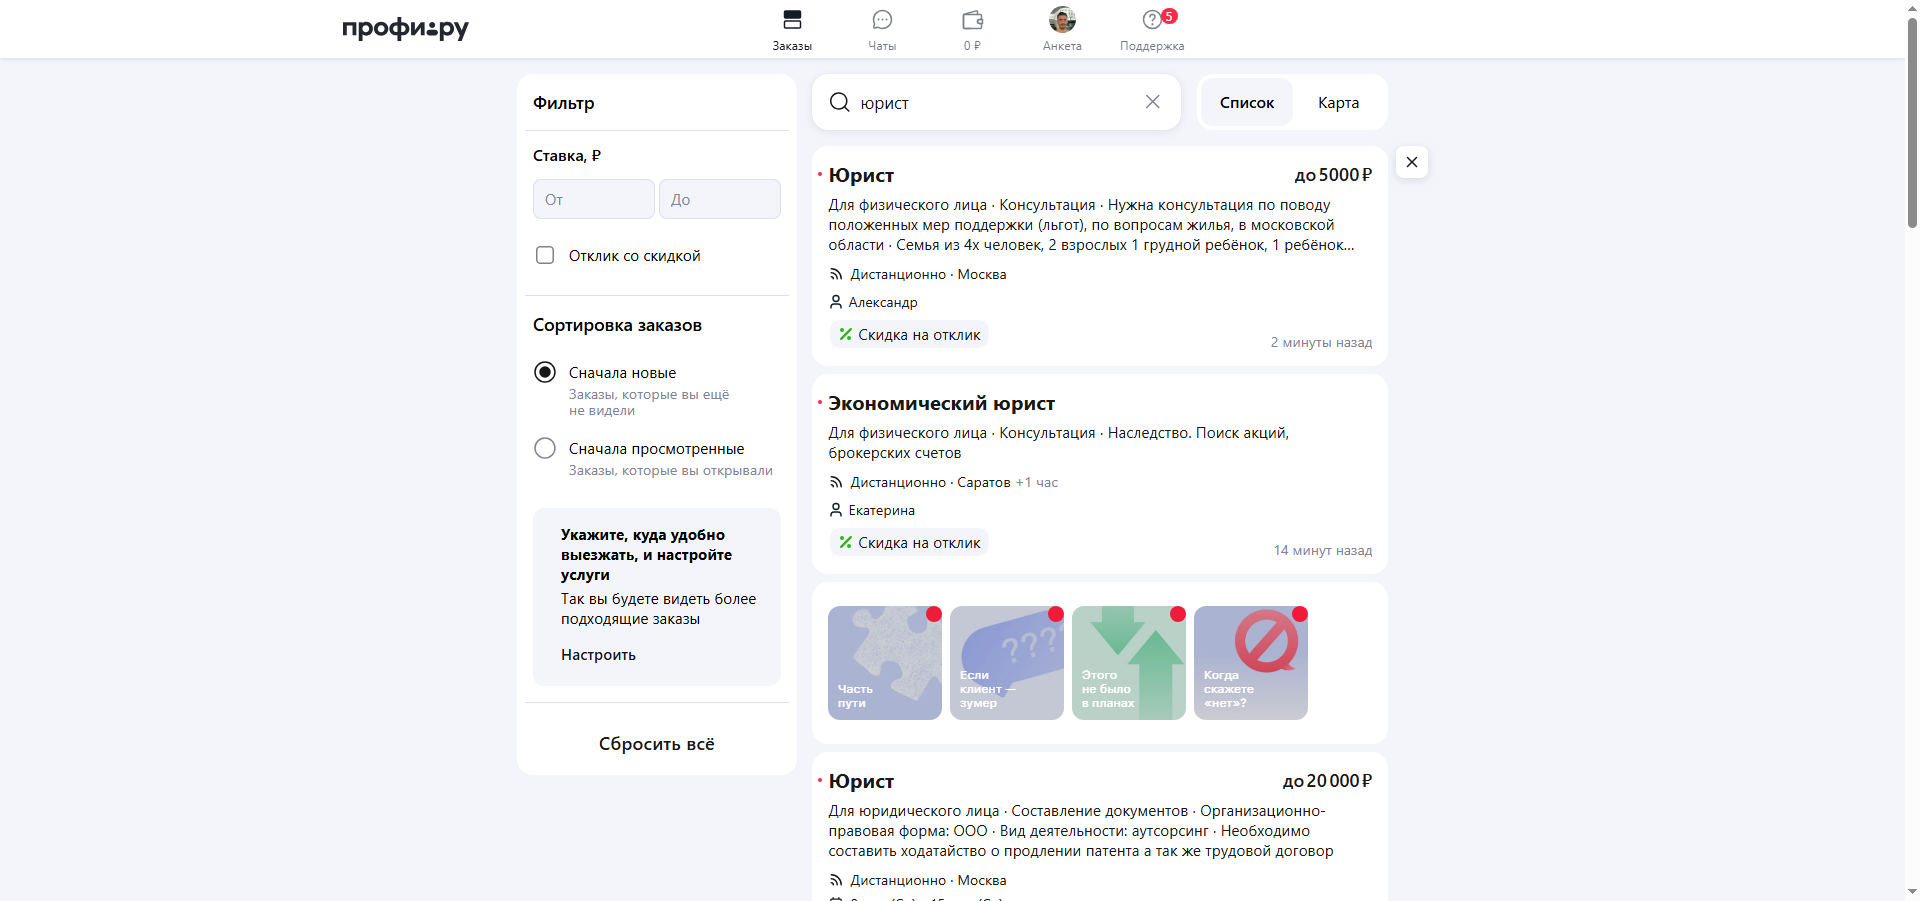 профи.ру
Заказы
Чаты
0 ₽
Анкета
5
Поддержка
Фильтр
Ставка, ₽
От
До
Отклик со скидкой
Сортировка заказов
Сначала новые
Заказы, которые вы ещё
не видели
Сначала просмотренные
Заказы, которые вы открывали
Укажите, куда удобно
выезжать, и настройте
услуги
Так вы будете видеть более
подходящие заказы
Настроить
Сбросить всё
юрист
Список
Карта
Юрист
до 5000 ₽
Для физического лица · Консультация · Нужна консультация по поводу
положенных мер поддержки (льгот), по вопросам жилья, в московской
области · Семья из 4х человек, 2 взрослых 1 грудной ребёнок, 1 ребёнок...
Дистанционно · Москва
Александр
Скидка на отклик
2 минуты назад
Экономический юрист
Для физического лица · Консультация · Наследство. Поиск акций,
брокерских счетов
Дистанционно · Саратов +1 час
Екатерина
Скидка на отклик
14 минут назад
Часть
пути
????
Если
клиент —
зумер
Этого
не было
в планах
Когда
скажете
«нет»?
Юрист
до 20 000 ₽
Для юридического лица · Составление документов · Организационно-
правовая форма: ООО · Вид деятельности: аутсорсинг · Необходимо
составить ходатайство о продлении патента а так же трудовой договор
Дистанционно · Москва